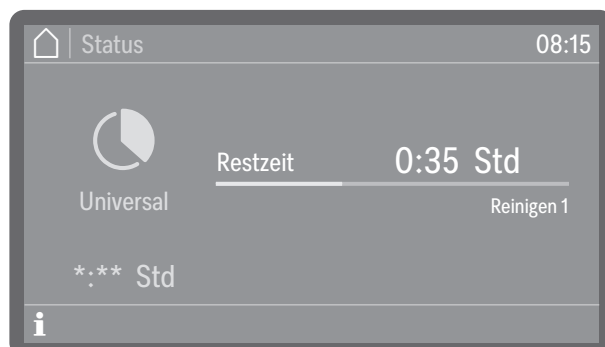 Status 08:15
Restzeit 0:35 Std
Universal
Reinigen 1
*:** Std
i